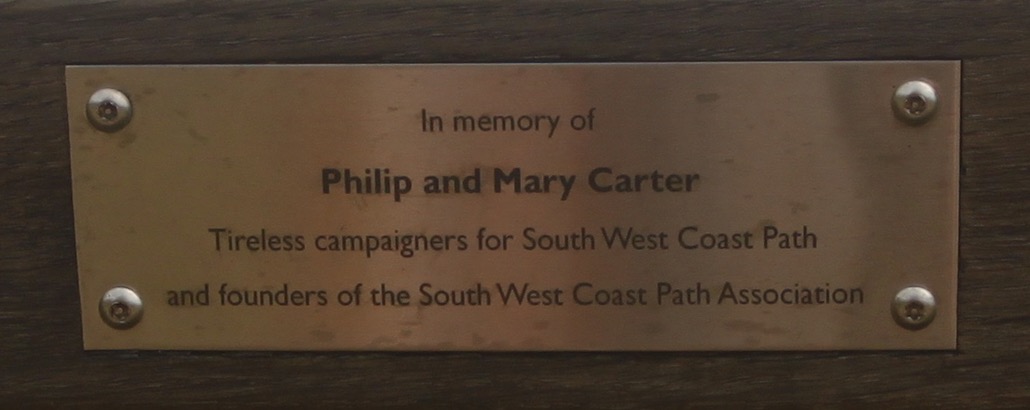 In memory of
Philip and Mary Carter
Tireless campaigners for South West Coast Path
and founders of the South West Coast Path Association